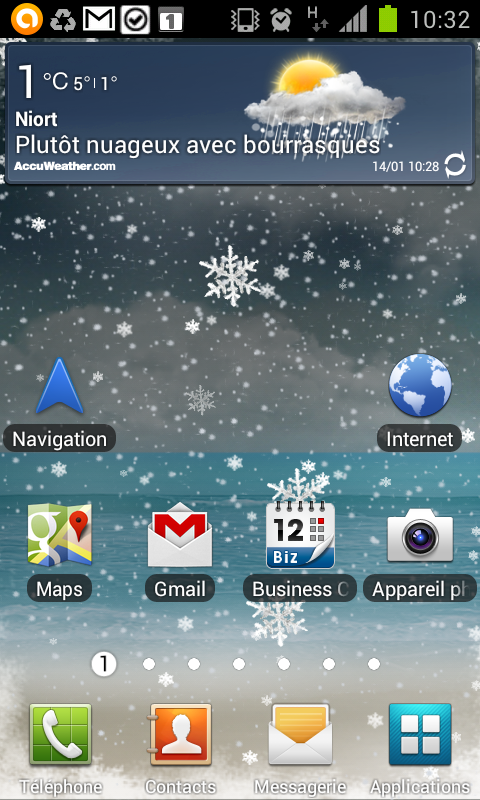 1
H
10:32
1 °C 5°| 1°
Niort
Plutôt nuageux avec bourrasques
AccuWeather.com
14/01 10:28
Navigation
Internet
g
12
Biz
Maps
Gmail
Business C
Appareil ph
1
Téléphone
Contacts
Messagerie
Applications